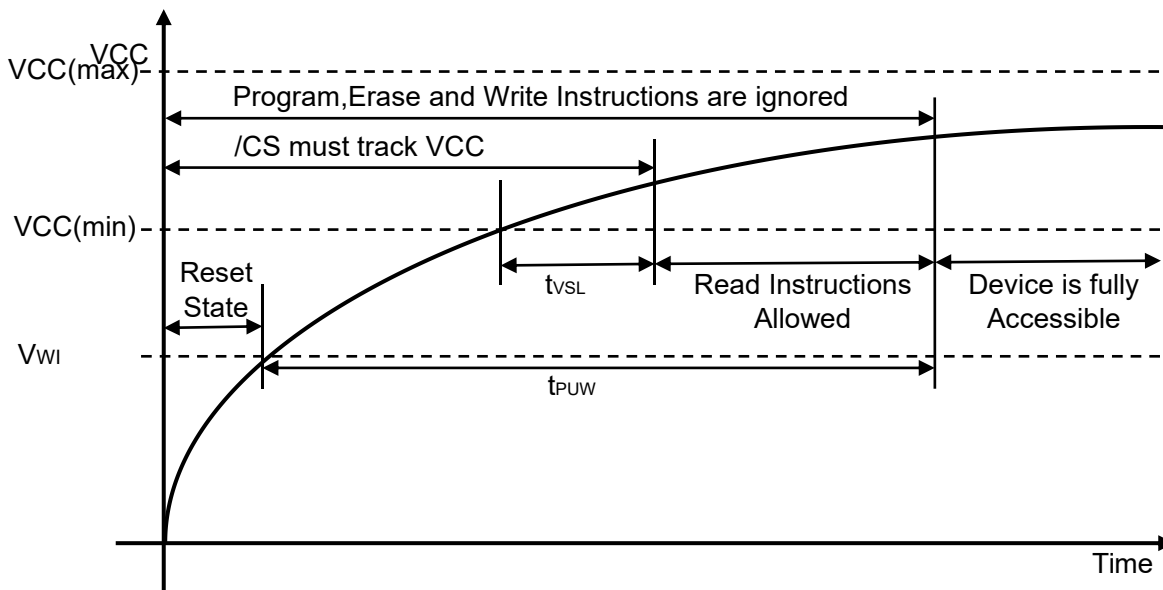 VCC
VCC(max)
Program,Erase and Write Instructions are ignored
/CS must track VCC
VCC(min)
Reset
State
tVSL
Read Instructions
Allowed
Device is fully
Accessible
VWI
tPUW
Time